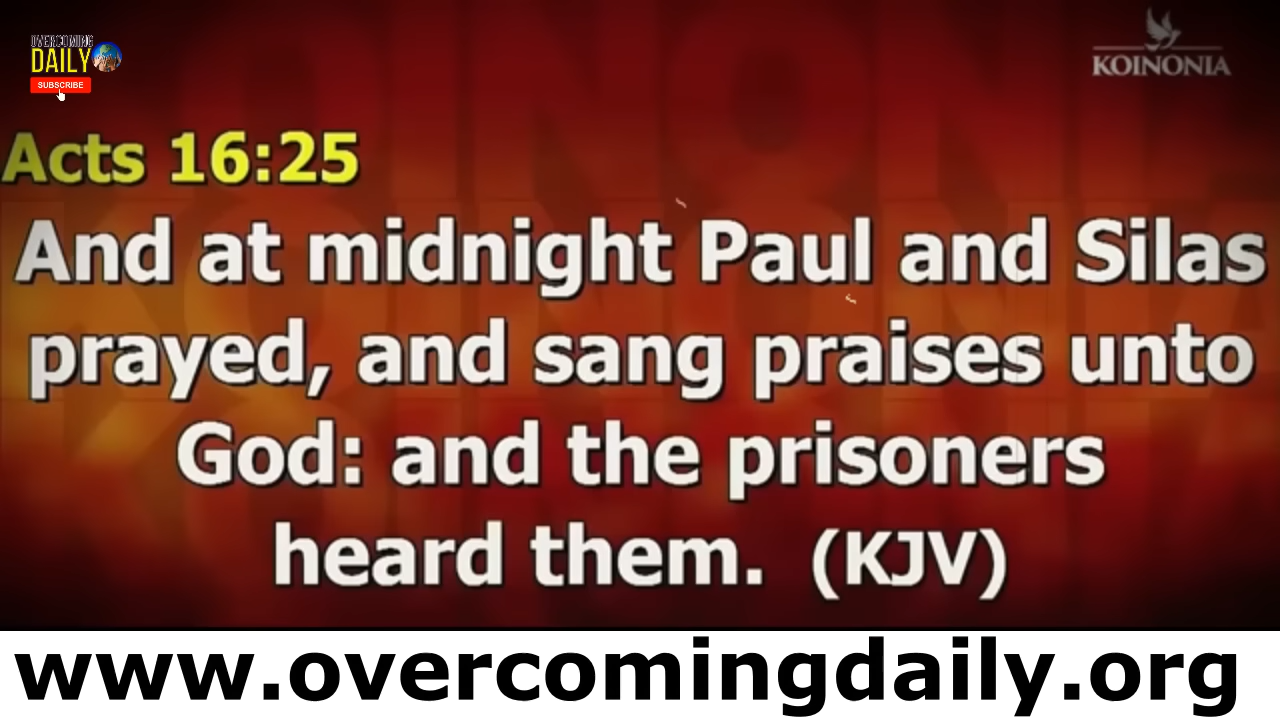 OVERCOMING
DAILY
SUBSCRIBE
KOINONIA
Acts 16:25
And at midnight Paul and Silas
prayed, and sang praises unto
God: and the prisoners
heard them. (KJV)
www.overcomingdaily.org